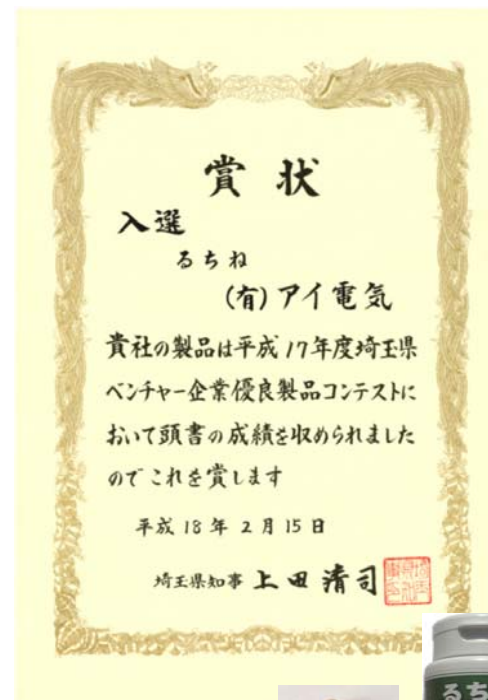 賞状
入選
るちね
(有)アイ電気
貴社の製品は平成17年度埼玉県
ベンチャー企業優良製品コンテストに
おいて頭書の成績を収められました
のでこれを賞します
平成18年2月15日
埼玉県知事 上田清司
るち